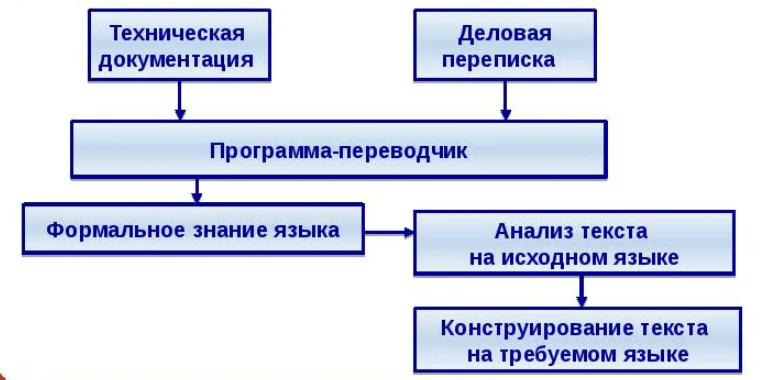 Техническая
документация
Деловая
переписка
Программа-переводчик
Формальное знание языка
Анализ текста
на исходном языке
Конструирование текста
на требуемом языке